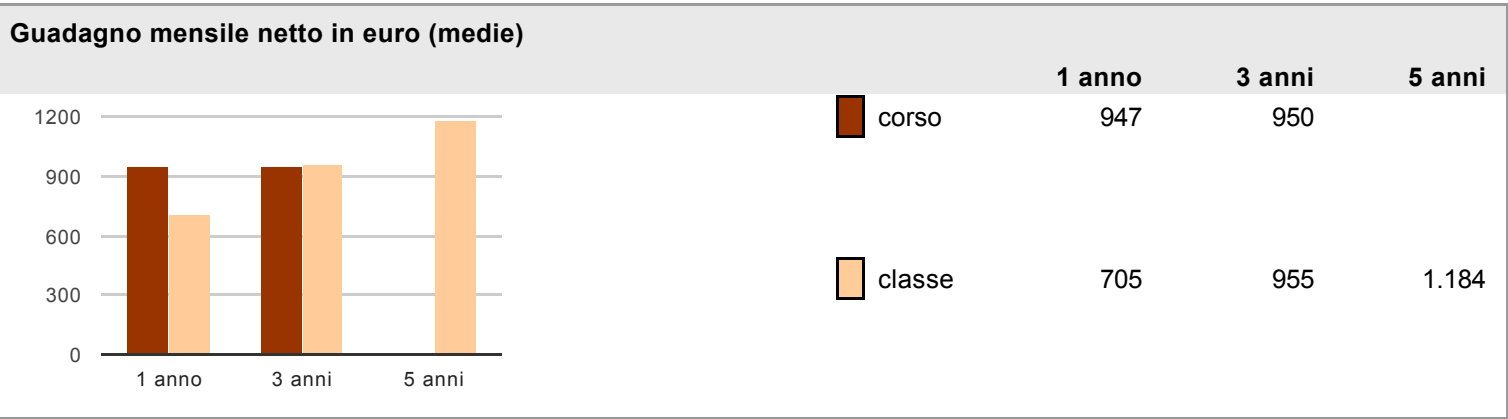 Guadagno mensile netto in euro (medie)
1 anno 3 anni 5 anni
1200
900
600
300
0
1 anno 3 anni 5 anni
corso 947 950
classe 705 955 1.184